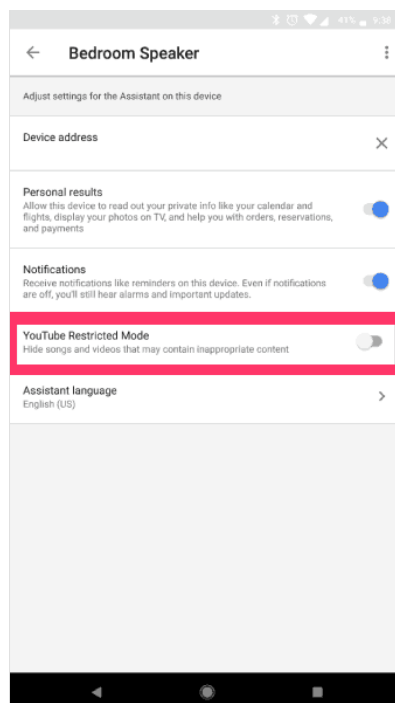 41% 9:38
Bedroom Speaker
Adjust settings for the Assistant on this device
Device address
Personal results
Allow this device to read out your private info like your calendar and
flights, display your photos on TV, and help you with orders, reservations,
and payments
Notifications
Receive notifications like reminders on this device. Even if notifications
are off, you'll still hear alarms and important updates.
YouTube Restricted Mode
Hide songs and videos that may contain inappropriate content
Assistant language
English (US)